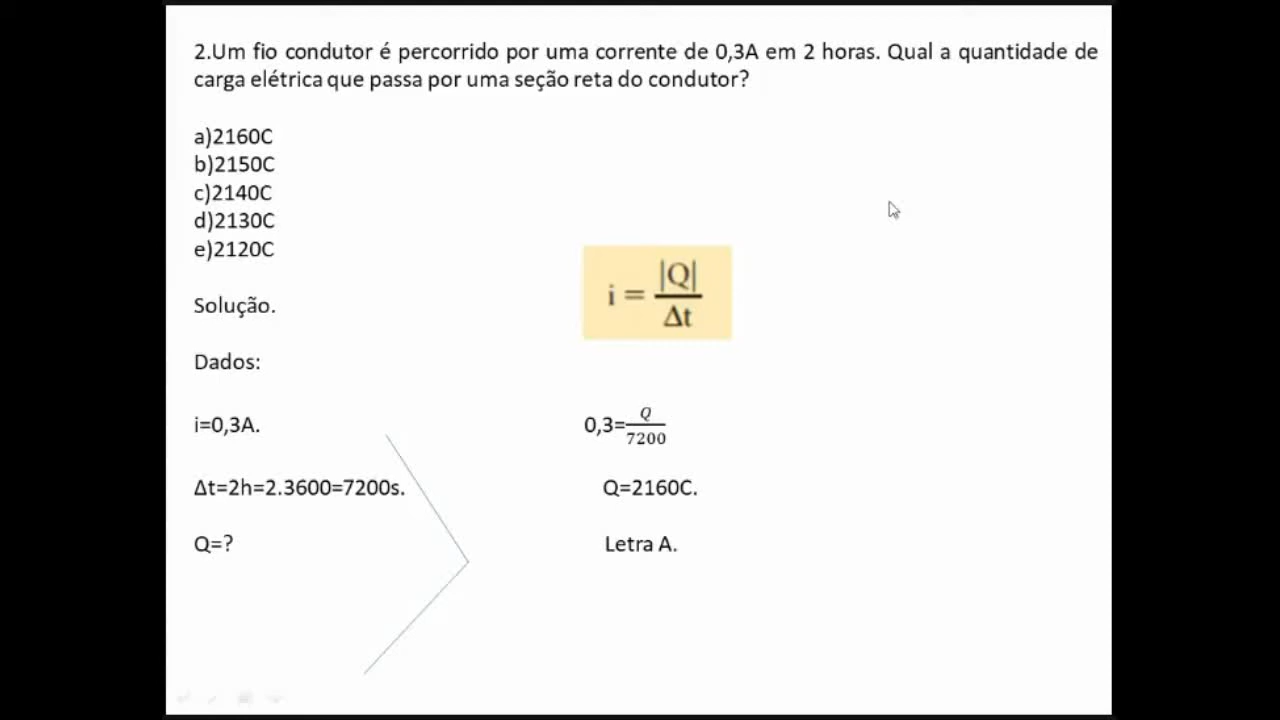 2.Um fio condutor é percorrido por uma corrente de 0,3A em 2 horas. Qual a quantidade de
carga elétrica que passa por uma seção reta do condutor?
a)2160C
b)2150C
c)2140C
d)2130C
e)2120C
i = |Q|/Δt
Solução.
Dados:
i=0,3A.
0,3=Q/7200
Δt=2h=2.3600=7200s.
Q=2160C.
Q=?
Letra A.